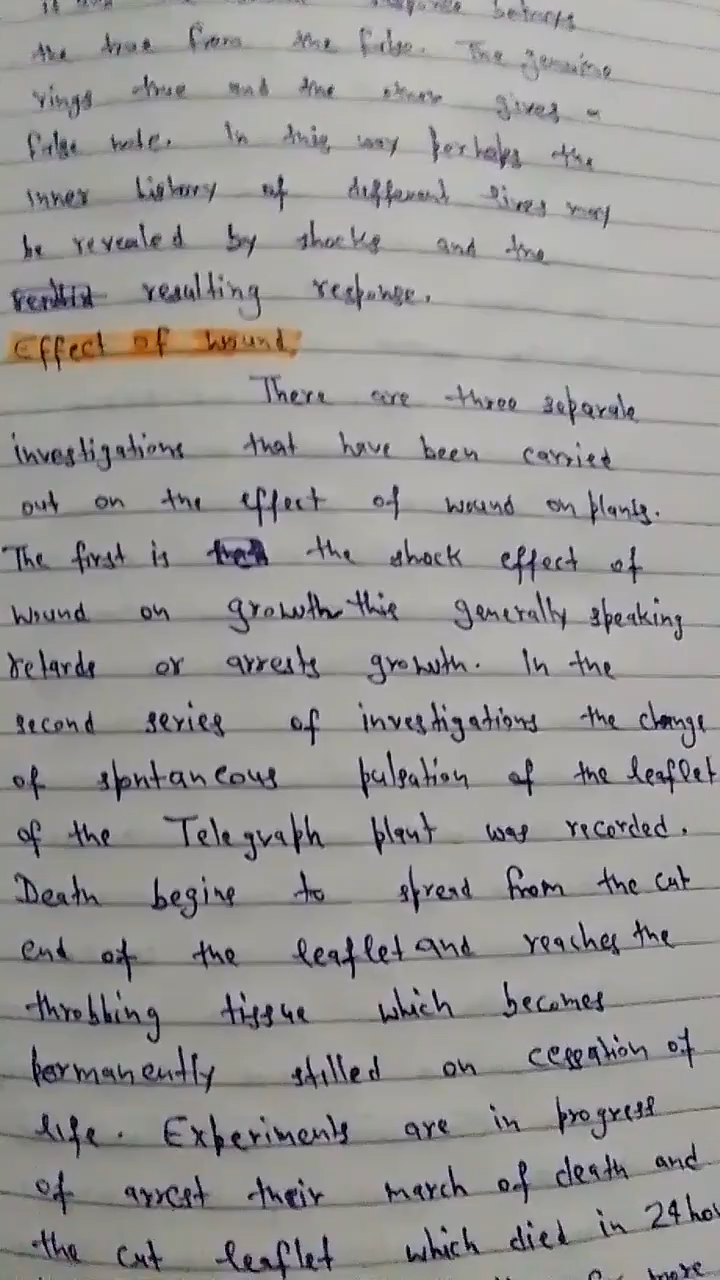 betrays
the true from the false. The genuine
rings true and the other gives a
false note. In this way perhaps the
inner history of different lives may
be revealed by shocks and the
resulting response.
Effect of wound.
There are three separate
investigations that have been carried
out on the effect of wound on plants.
The first is the shock effect of
wound on growth this generally speaking
retards or arrests growth. In the
second series of investigations the change
of spontaneous pulsation of the leaflet
of the Telegraph plant was recorded.
Death begins to spread from the cut
end of the leaflet and reaches the
throbbing tissue which becomes
permanently stilled on cessation of
life. Experiments are in progress
of arrest their march of death and
the cut leaflet which died in 24 hou
more